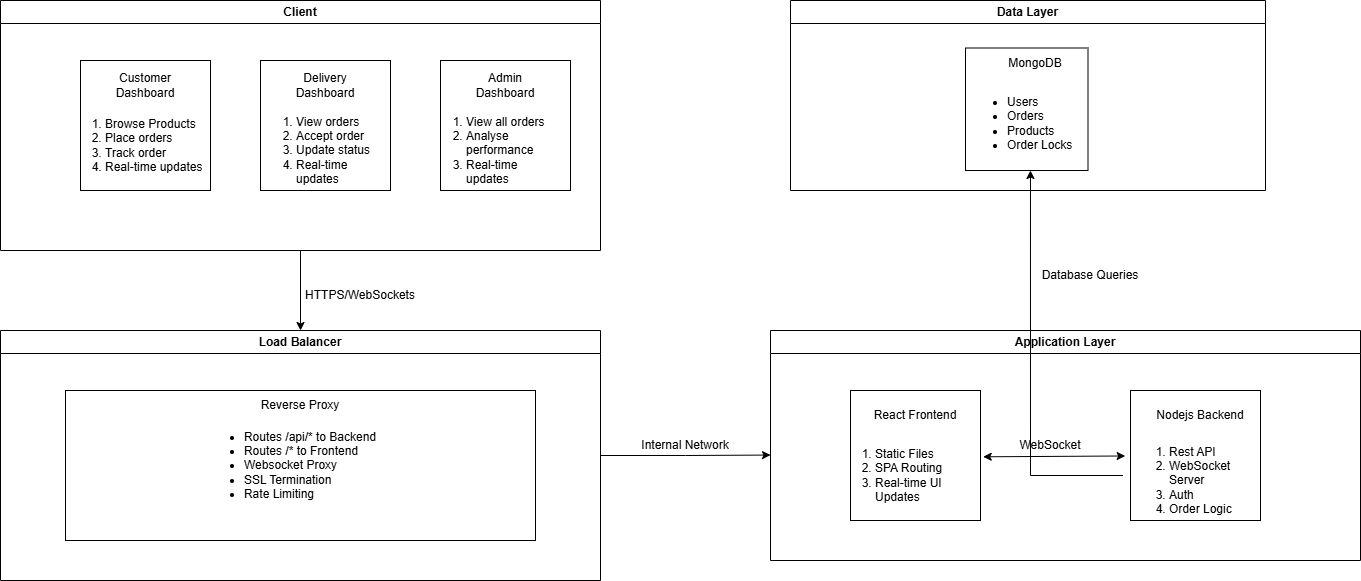 Client
Customer
Dashboard
1. Browse Products
2. Place orders
3. Track order
4. Real-time updates
Delivery
Dashboard
1. View orders
2. Accept order
3. Update status
4. Real-time
updates
Admin
Dashboard
1. View all orders
2. Analyse
performance
3. Real-time
updates
Data Layer
MongoDB
• Users
• Orders
• Products
• Order Locks
HTTPS/WebSockets
Database Queries
Load Balancer
Reverse Proxy
• Routes /api/* to Backend
• Routes /* to Frontend
• Websocket Proxy
• SSL Termination
• Rate Limiting
Internal Network
Application Layer
React Frontend
1. Static Files
2. SPA Routing
3. Real-time UI
Updates
WebSocket
Nodejs Backend
1. Rest API
2. WebSocket
Server
3. Auth
4. Order Logic